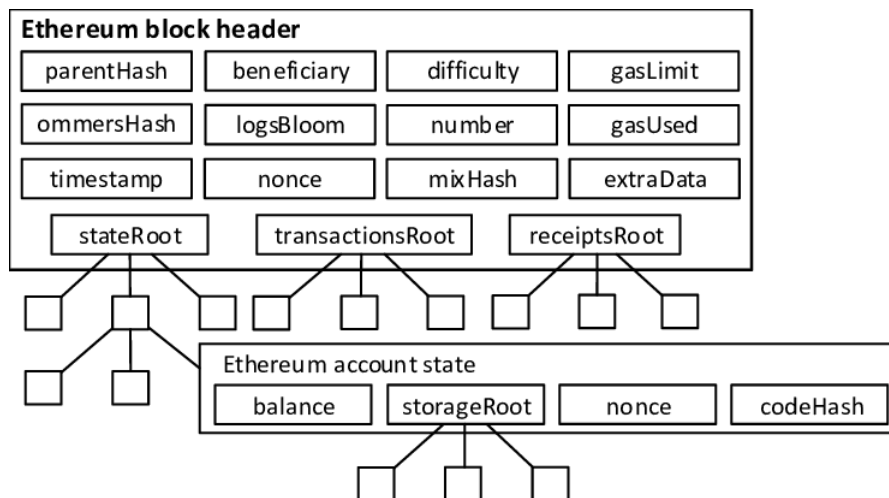 Ethereum block header
parentHash beneficiary difficulty gasLimit
ommersHash logsBloom number gasUsed
timestamp nonce mixHash extraData
stateRoot transactionsRoot receiptsRoot
Ethereum account state
balance storageRoot nonce codeHash